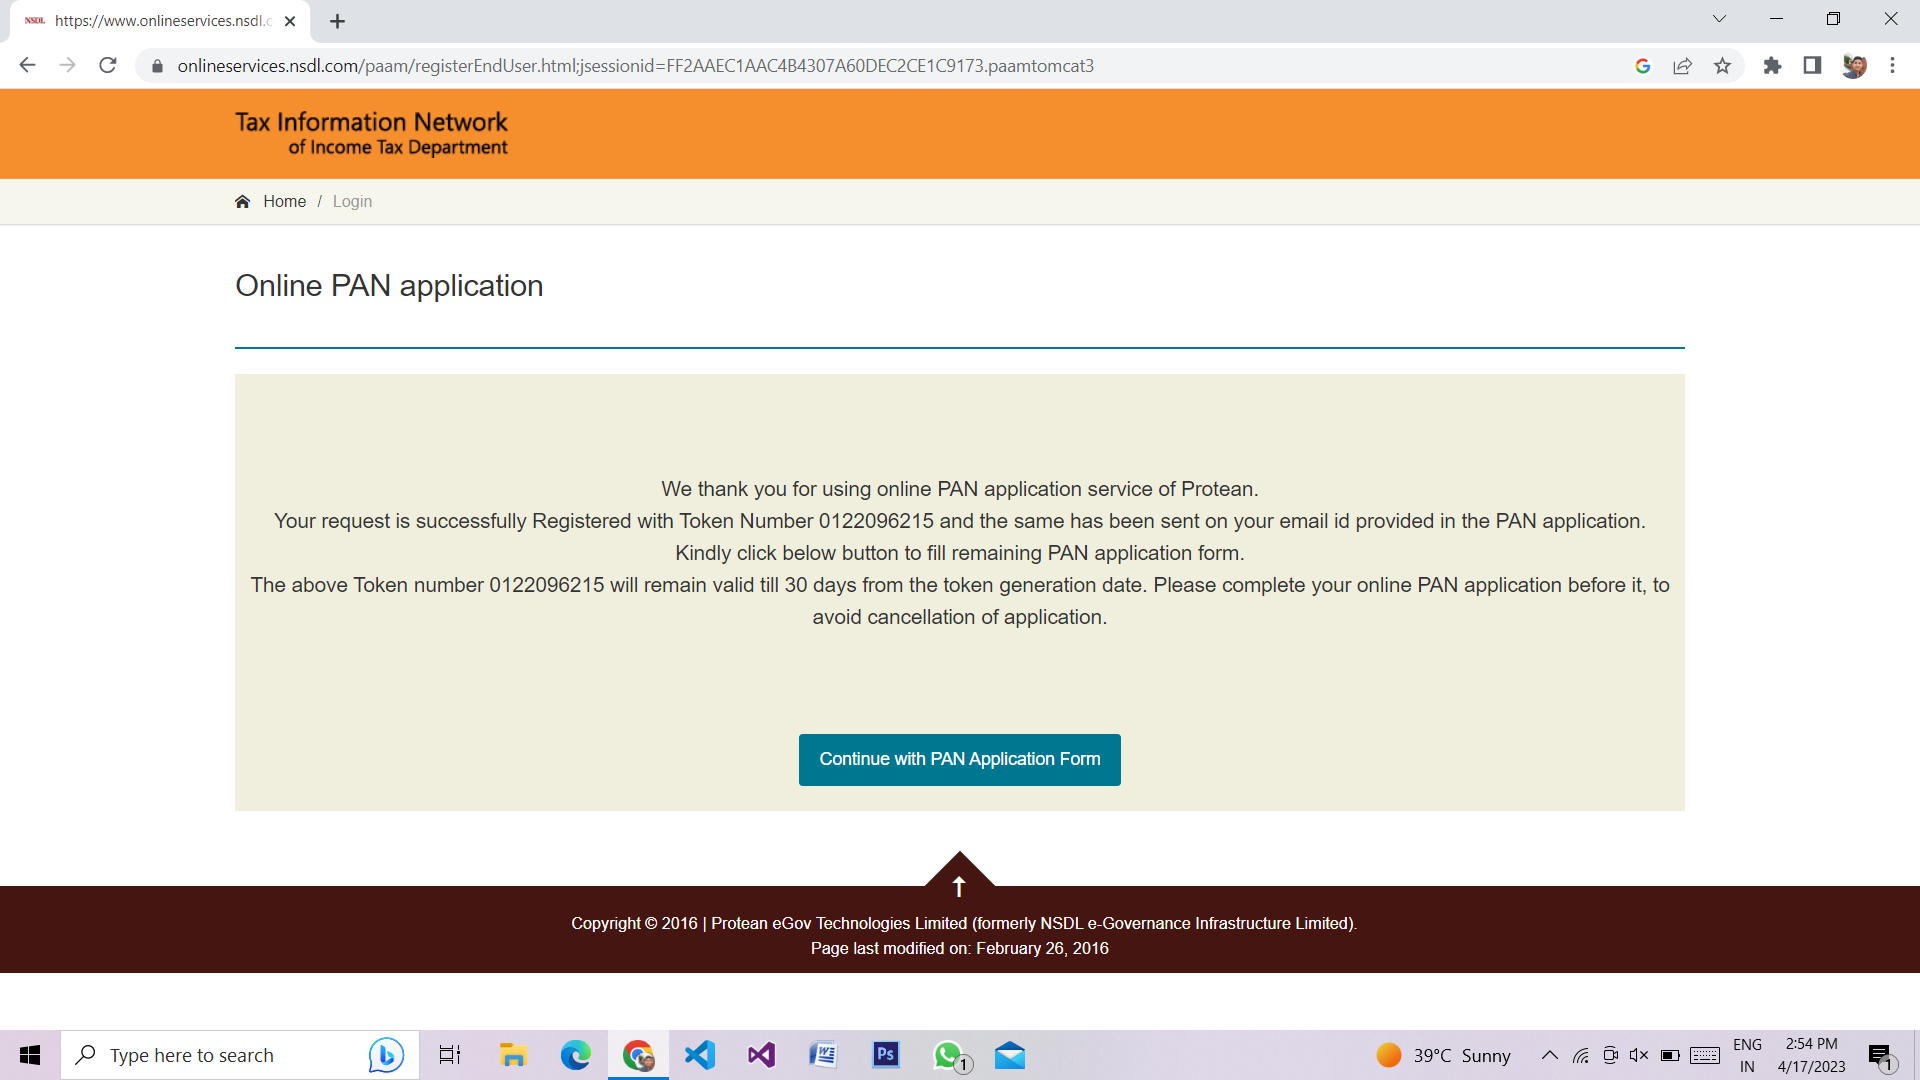 NSDL https://www.onlineservices.nsdl.c
onlineservices.nsdl.com/paam/registerEndUser.html;jsessionid=FF2AAEC1AAC4B4307A60DEC2CE1C9173.paamtomcat3
Tax Information Network
of Income Tax Department
Home / Login
Online PAN application
We thank you for using online PAN application service of Protean.
Your request is successfully Registered with Token Number 0122096215 and the same has been sent on your email id provided in the PAN application.
Kindly click below button to fill remaining PAN application form.
The above Token number 0122096215 will remain valid till 30 days from the token generation date. Please complete your online PAN application before it, to
avoid cancellation of application.
Continue with PAN Application Form
Copyright © 2016 | Protean eGov Technologies Limited (formerly NSDL e-Governance Infrastructure Limited).
Page last modified on: February 26, 2016
Type here to search
Ps
1
39°C Sunny
ENG
IN
2:54 PM
4/17/2023
1